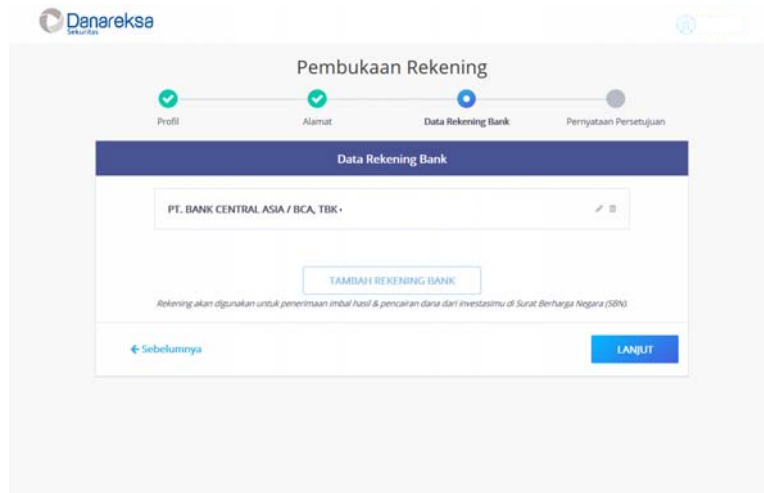 Danareksa
Sekuritas
Pembukaan Rekening
Profil
Alamat
Data Rekening Bank
Pernyataan Persetujuan
Data Rekening Bank
PT. BANK CENTRAL ASIA / BCA, TBK
TAMBAH REKENING BANK
Rekening akan digunakan untuk penerimaan imbal hasil & pencairan dana dari investasimu di Surat Berharga Negara (SBN).
Sebelumnya
LANJUT